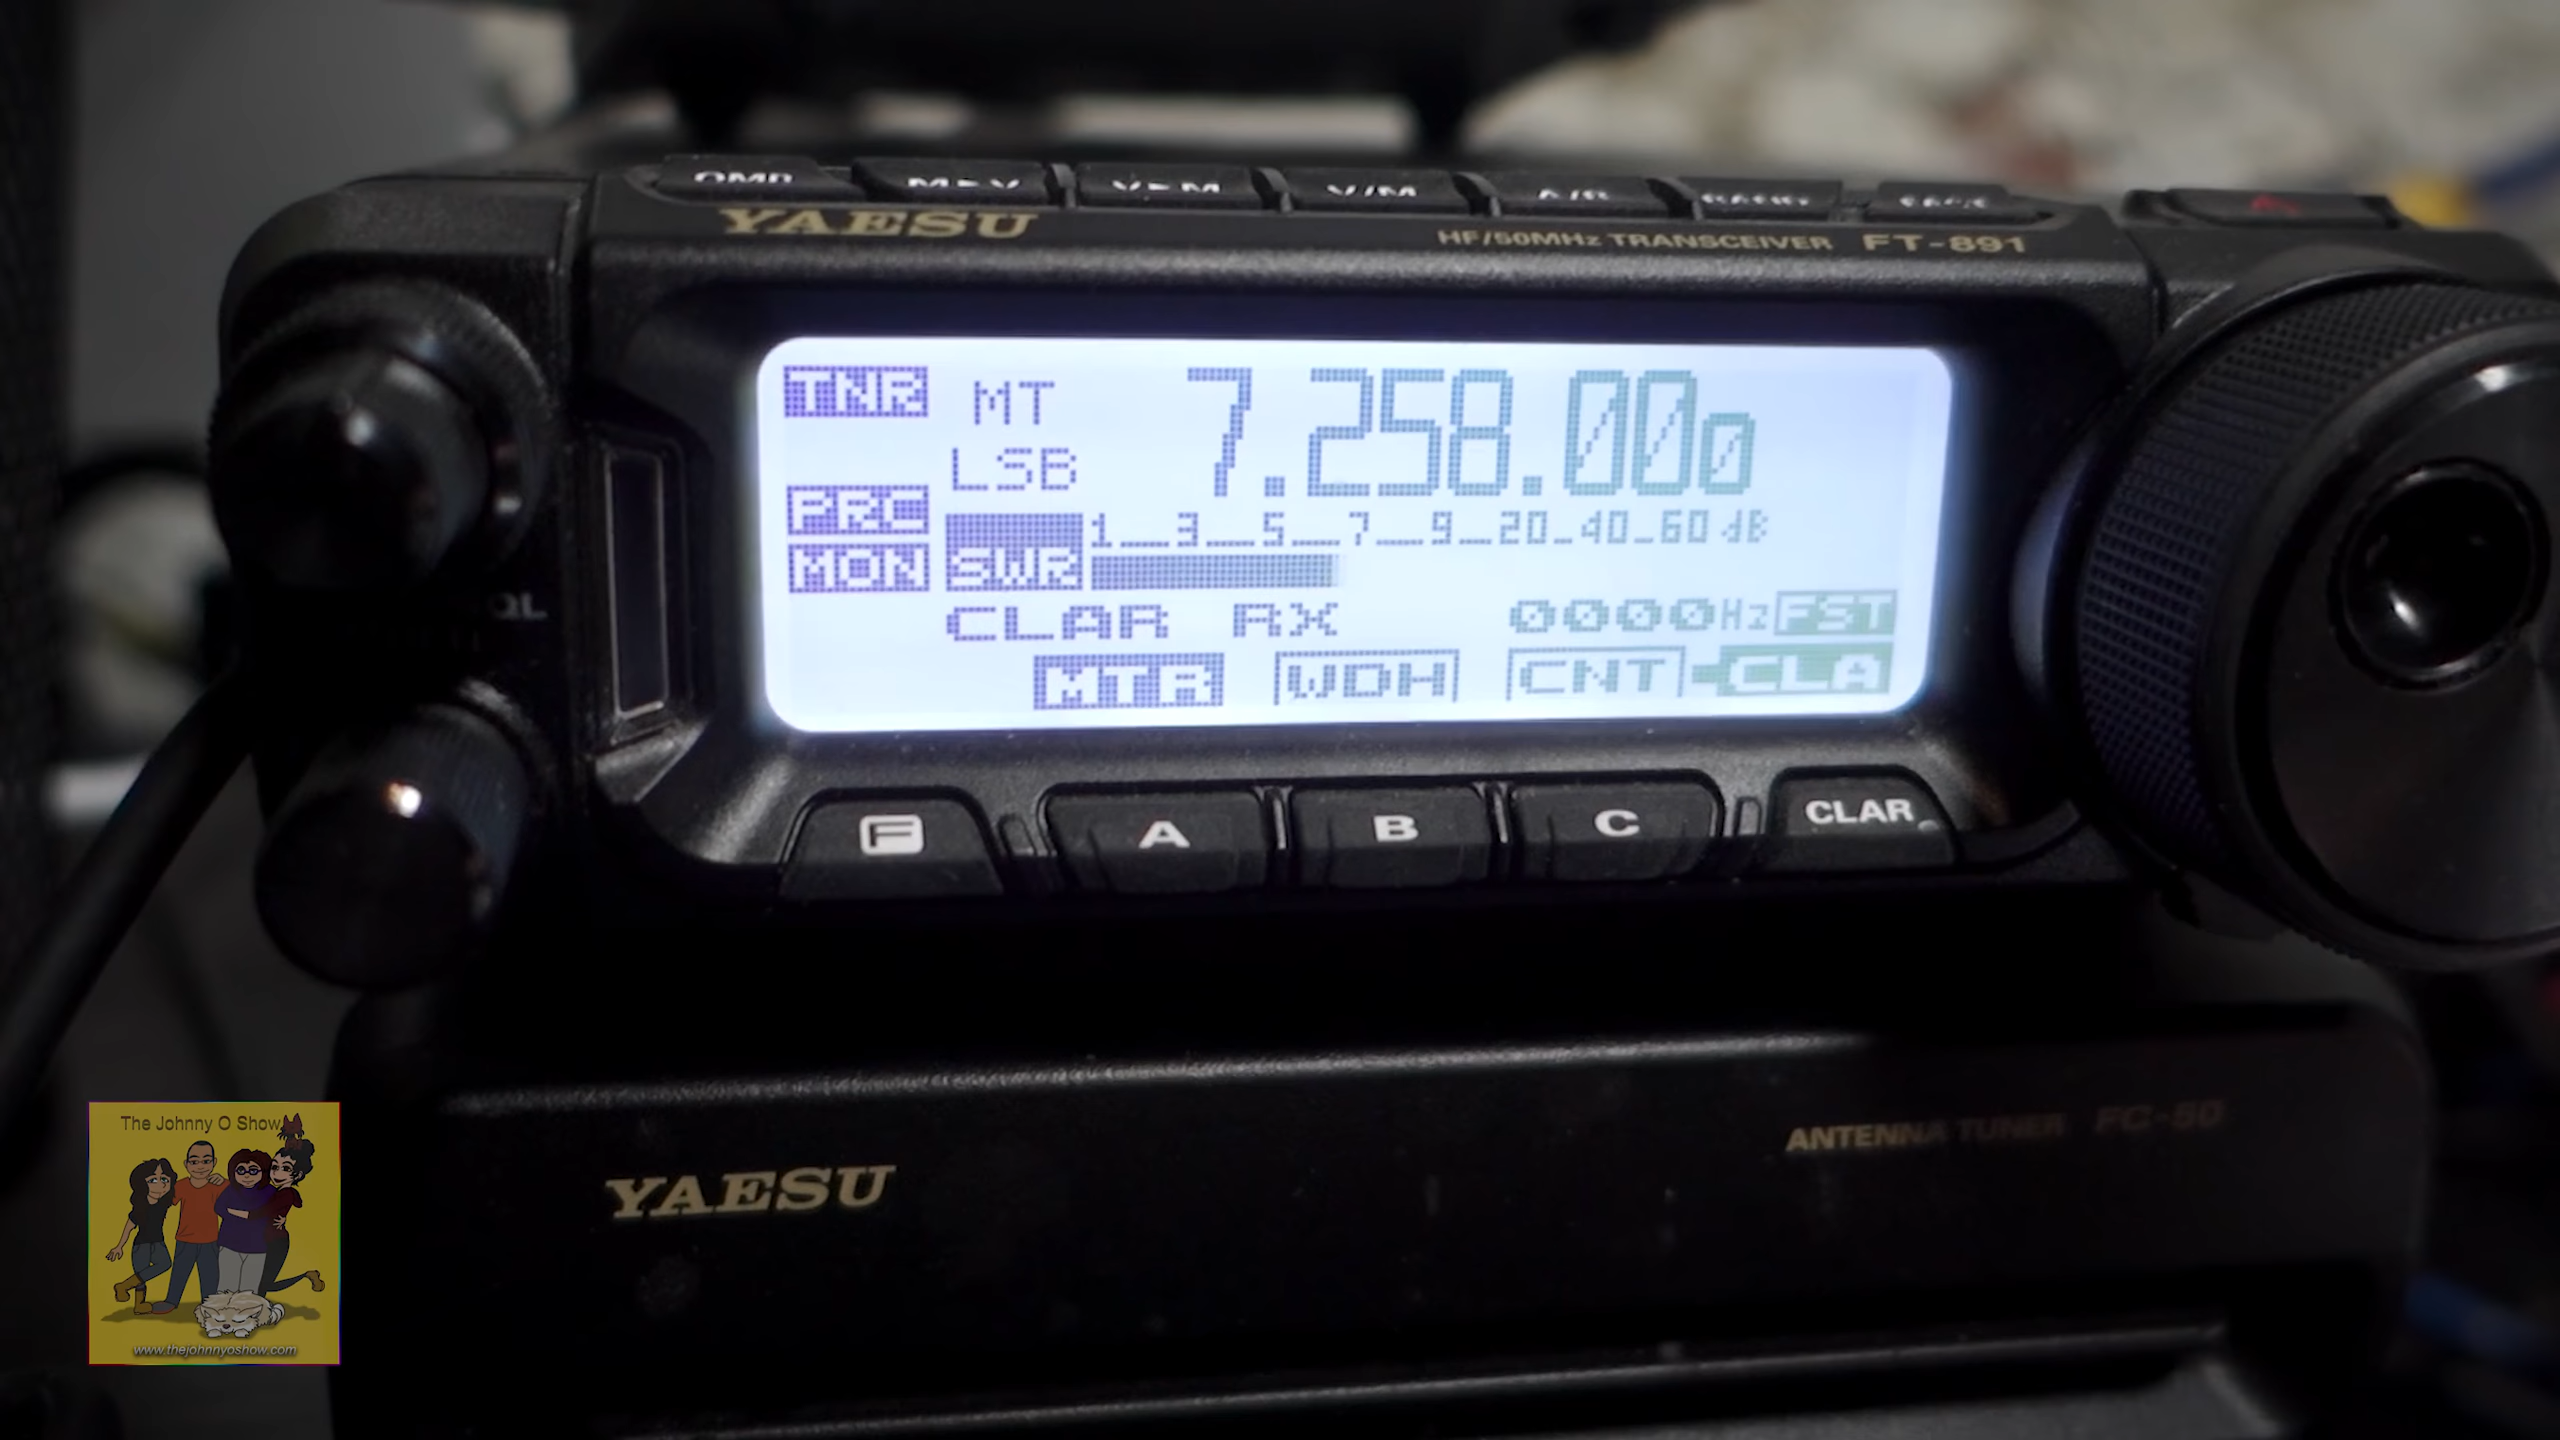 YAESU
HF/50MHz TRANSCEIVER FT-891
TNR MT 7.258.000
LSB
PRC
1 3 5 7 9 20 40 60 dB
MON SWR
CLAR RX 0000Hz FST
MTR WDH CNT CLA
F A B C CLAR
QL
ANTENNA TUNER FC-50
YAESU
The Johnny O Show
www.thejohnnyoshow.com